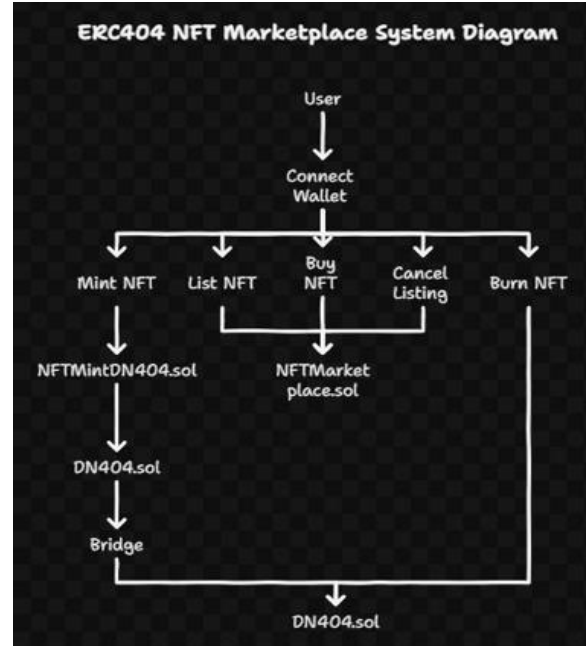 ERC404 NFT Marketplace System Diagram
User
Connect
Wallet
Mint NFT
List NFT
Buy
NFT
Cancel
Listing
Burn NFT
NFTMintDN404.sol
NFTMarket
place.sol
DN404.sol
Bridge
DN404.sol